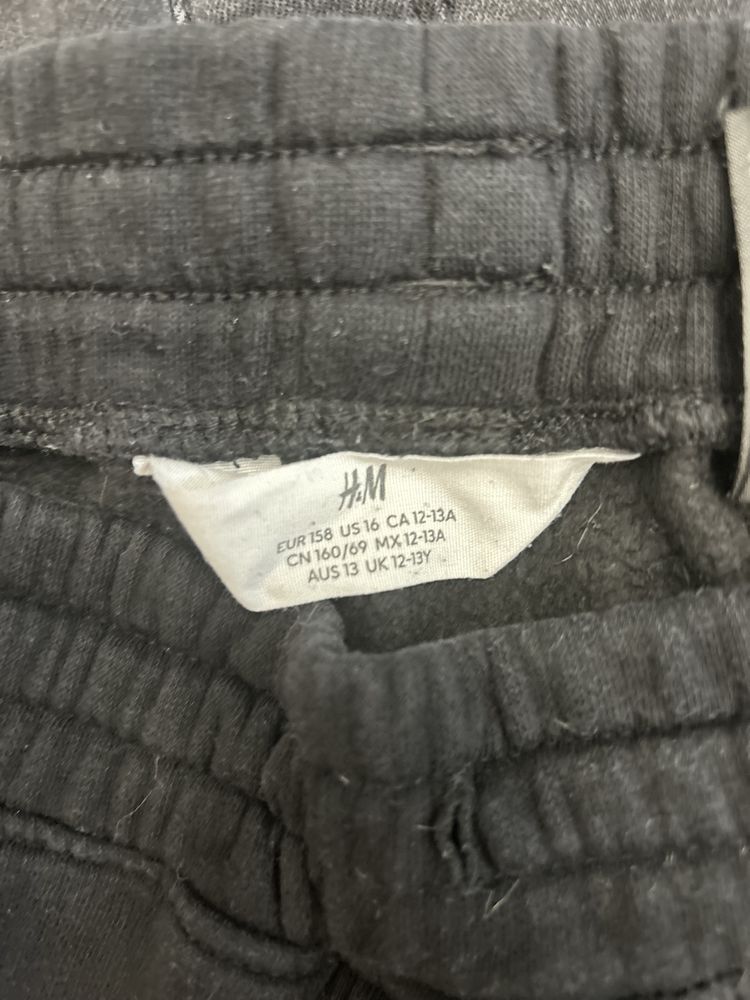 H&M
EUR 158 US 16 CA 12-13A
CN 160/69 MX 12-13A
AUS 13 UK 12-13Y